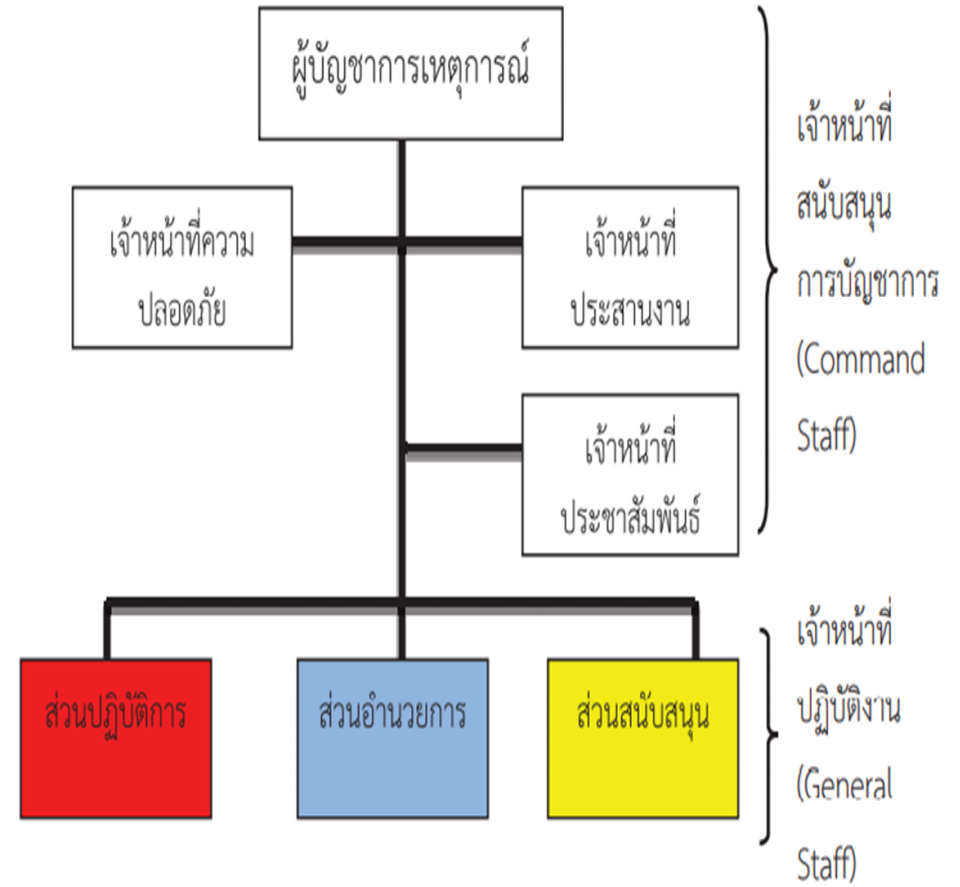 ผู้บัญชาการเหตุการณ์
เจ้าหน้าที่ความ
ปลอดภัย
เจ้าหน้าที่
ประสานงาน
เจ้าหน้าที่
ประชาสัมพันธ์
เจ้าหน้าที่
สนับสนุน
การบัญชาการ
(Command
Staff)
ส่วนปฏิบัติการ
ส่วนอำนวยการ
ส่วนสนับสนุน
เจ้าหน้าที่
ปฏิบัติงาน
(General
Staff)